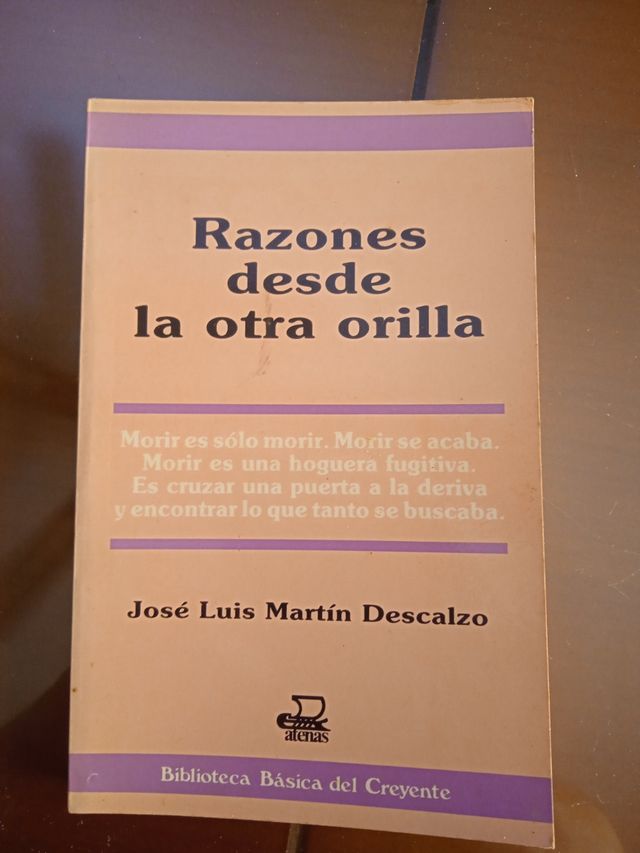 Razones
desde
la otra orilla
Morir es sólo morir. Morir se acaba.
Morir es una hoguera fugitiva.
Es cruzar una puerta a la deriva
y encontrar lo que tanto se buscaba.
José Luis Martín Descalzo
atenas
Biblioteca Básica del Creyente